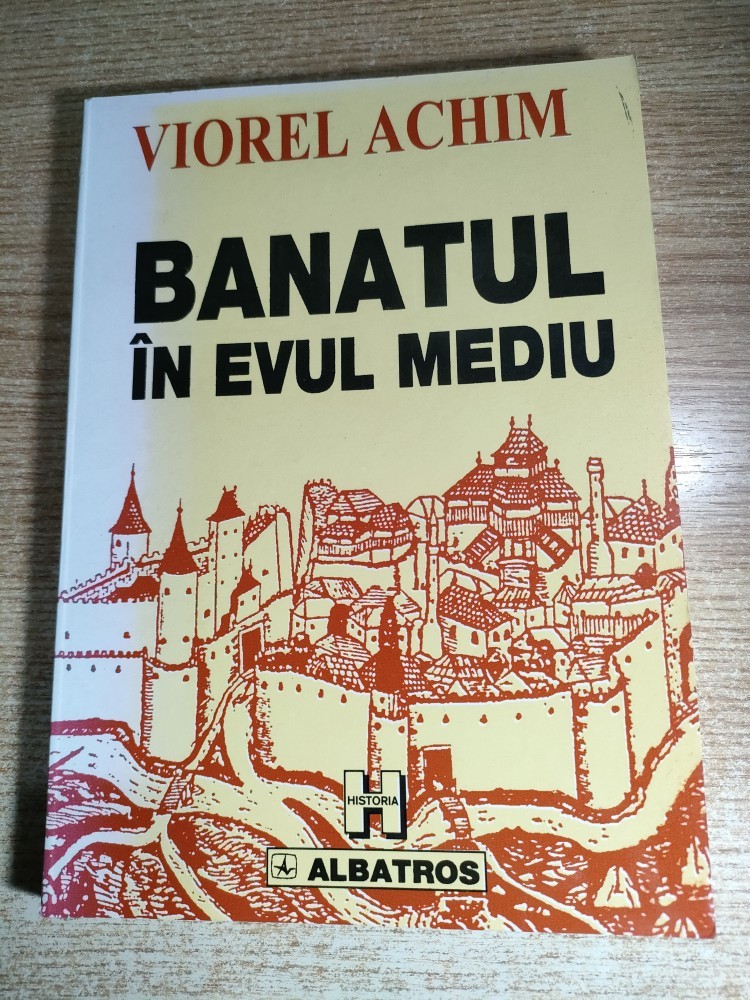 VIOREL ACHIM
BANATUL
ÎN EVUL MEDIU
HISTORIA
ALBATROS